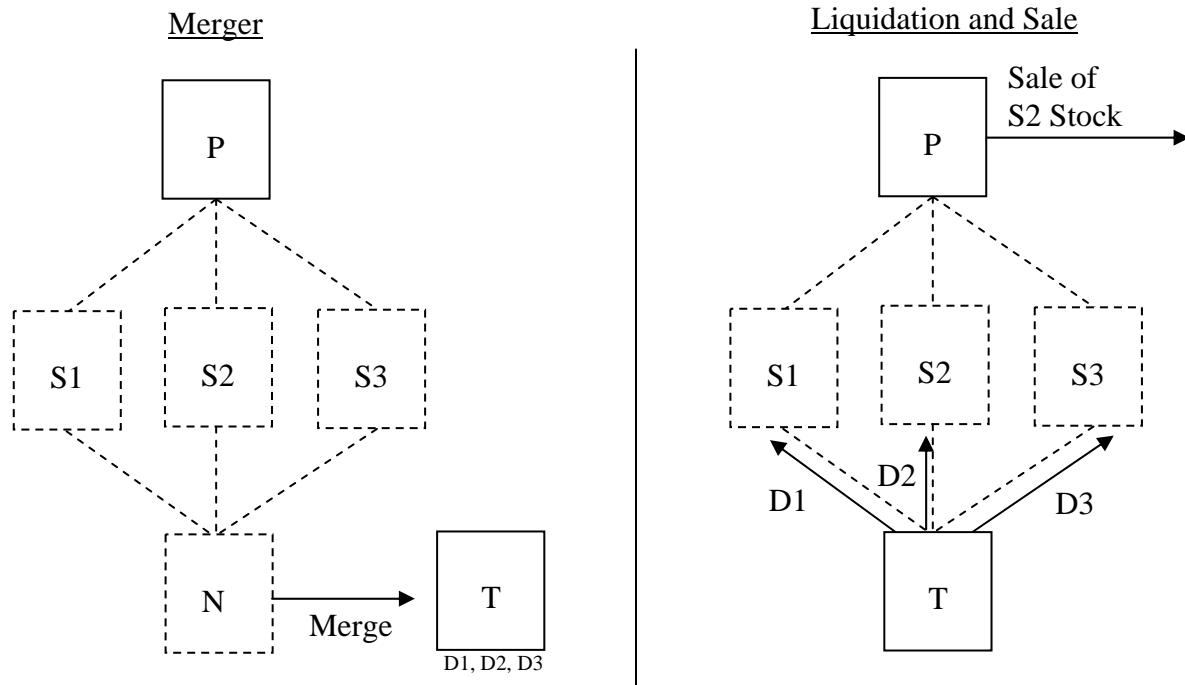 Merger
P
S1 S2 S3
N
Merge
T
D1, D2, D3
Liquidation and Sale
Sale of
S2 Stock
P
S1 S2 S3
D1 D2 D3
T